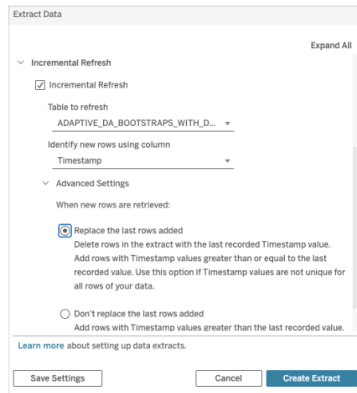 Extract Data
Expand All
Incremental Refresh
Incremental Refresh
Table to refresh
ADAPTIVE_DA_BOOTSTRAPS_WITH_D...
Identify new rows using column
Timestamp
Advanced Settings
When new rows are retrieved:
Replace the last rows added
Delete rows in the extract with the last recorded Timestamp value.
Add rows with Timestamp values greater than or equal to the last
recorded value. Use this option if Timestamp values are not unique for
all rows of your data.
Don't replace the last rows added
Add rows with Timestamp values greater than the last recorded value.
Learn more about setting up data extracts.
Save Settings
Cancel
Create Extract